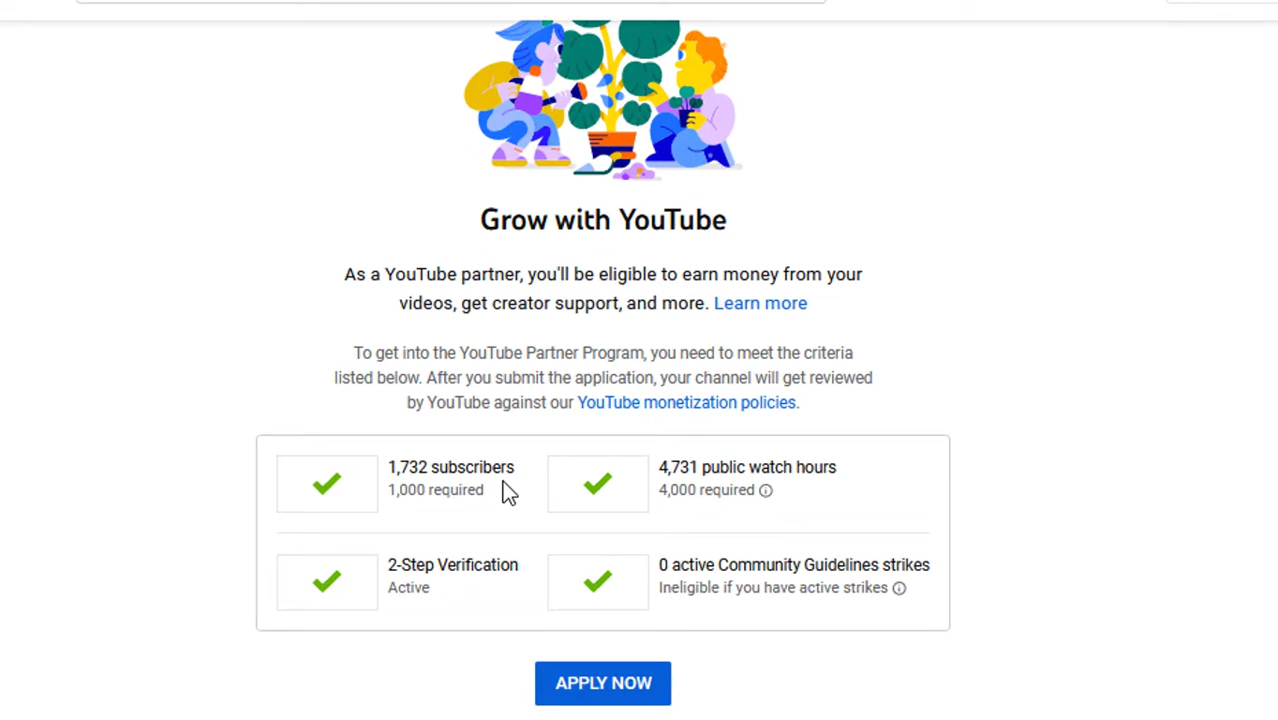 Grow with YouTube
As a YouTube partner, you'll be eligible to earn money from your
videos, get creator support, and more. Learn more
To get into the YouTube Partner Program, you need to meet the criteria
listed below. After you submit the application, your channel will get reviewed
by YouTube against our YouTube monetization policies.
1,732 subscribers
1,000 required
4,731 public watch hours
4,000 required
2-Step Verification
Active
0 active Community Guidelines strikes
Ineligible if you have active strikes
APPLY NOW